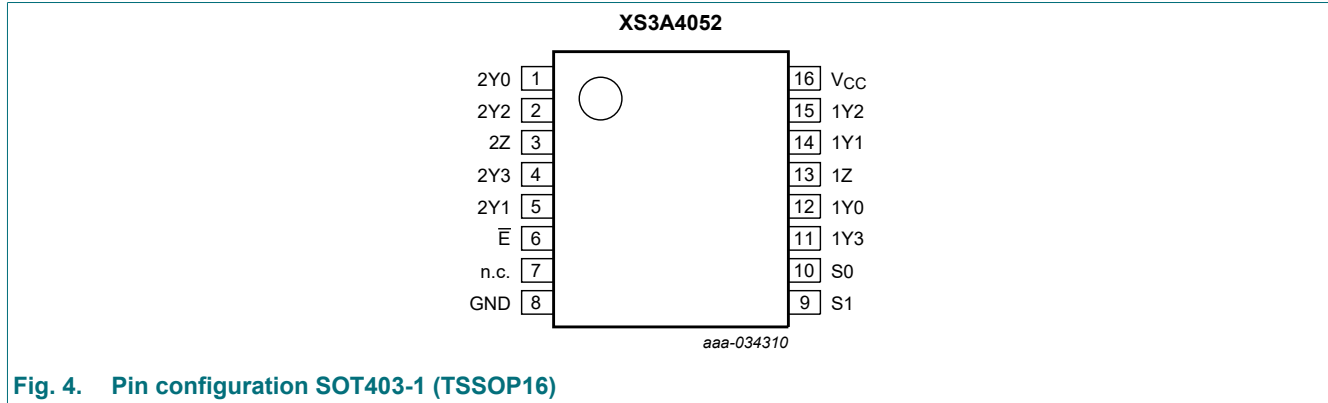 XS3A4052
2Y0 1 16 VCC
2Y2 2 15 1Y2
2Z 3 14 1Y1
2Y3 4 13 1Z
2Y1 5 12 1Y0
E̅ 6 11 1Y3
n.c. 7 10 S0
GND 8 9 S1
aaa-034310
Fig. 4. Pin configuration SOT403-1 (TSSOP16)